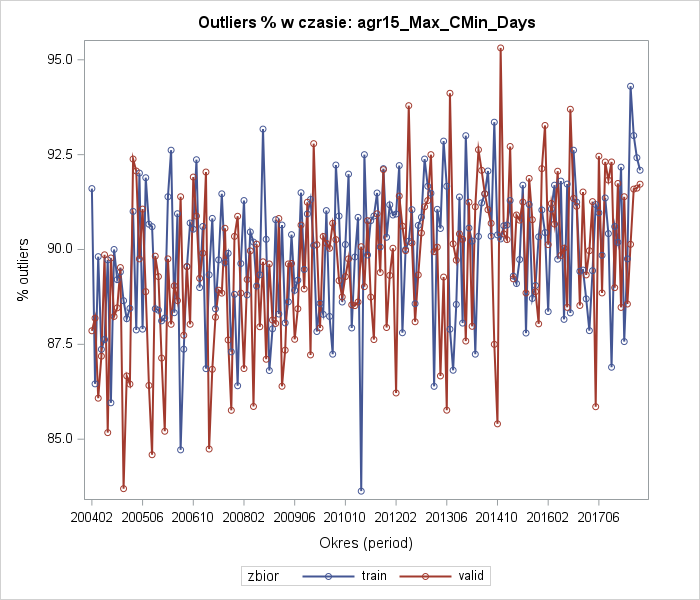 Outliers % w czasie: agr15_Max_CMin_Days
% outliers
95.0
92.5
90.0
87.5
85.0
200402 200506 200610 200802 200906 201010 201202 201306 201410 201602 201706
Okres (period)
zbior train valid